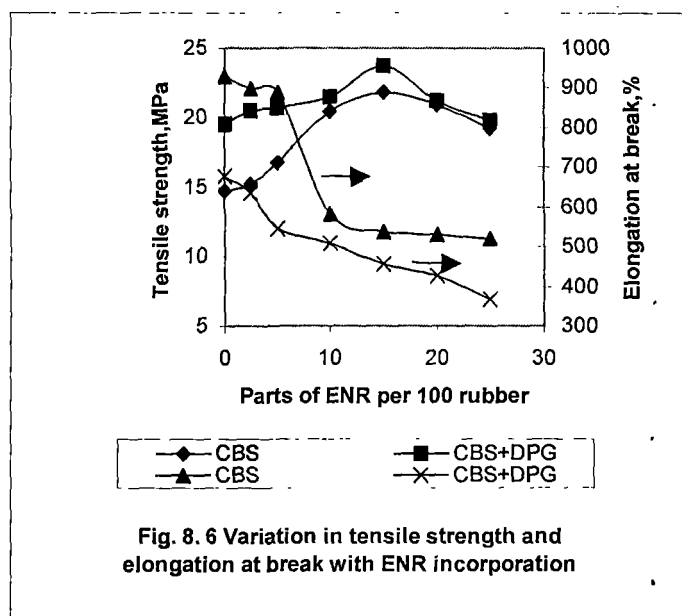 25
20
15
10
5
Tensile strength,MPa
1000
900
800
700
600
500
400
300
Elongation at break,%
0 10 20 30
Parts of ENR per 100 rubber
CBS CBS+DPG
CBS CBS+DPG
Fig. 8. 6 Variation in tensile strength and
elongation at break with ENR incorporation